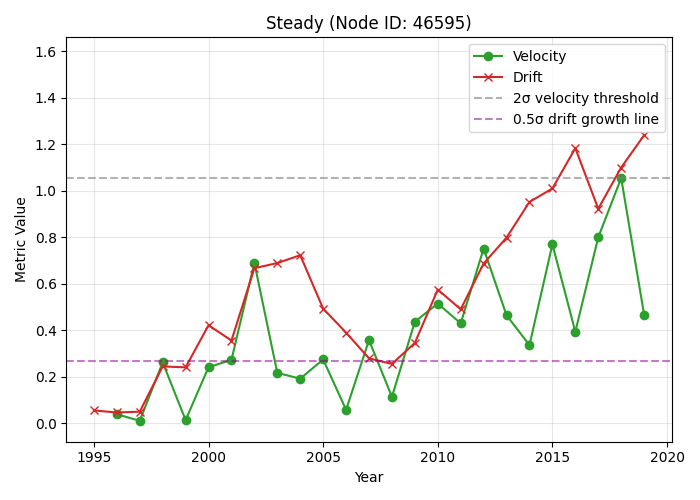 Steady (Node ID: 46595)
Velocity
Drift
2σ velocity threshold
0.5σ drift growth line
Metric Value
1.6
1.4
1.2
1.0
0.8
0.6
0.4
0.2
0.0
1995 2000 2005 2010 2015 2020
Year